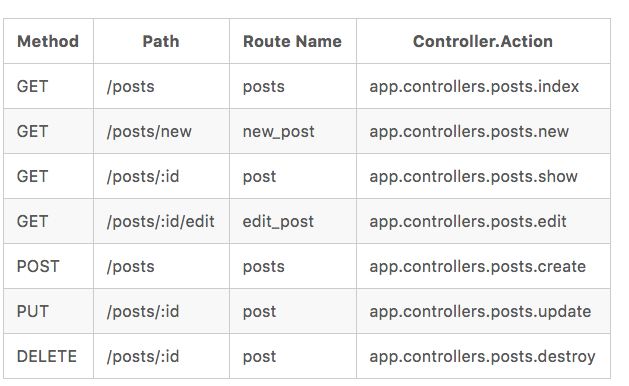 Method Path Route Name Controller.Action
GET /posts posts app.controllers.posts.index
GET /posts/new new_post app.controllers.posts.new
GET /posts/:id post app.controllers.posts.show
GET /posts/:id/edit edit_post app.controllers.posts.edit
POST /posts posts app.controllers.posts.create
PUT /posts/:id post app.controllers.posts.update
DELETE /posts/:id post app.controllers.posts.destroy